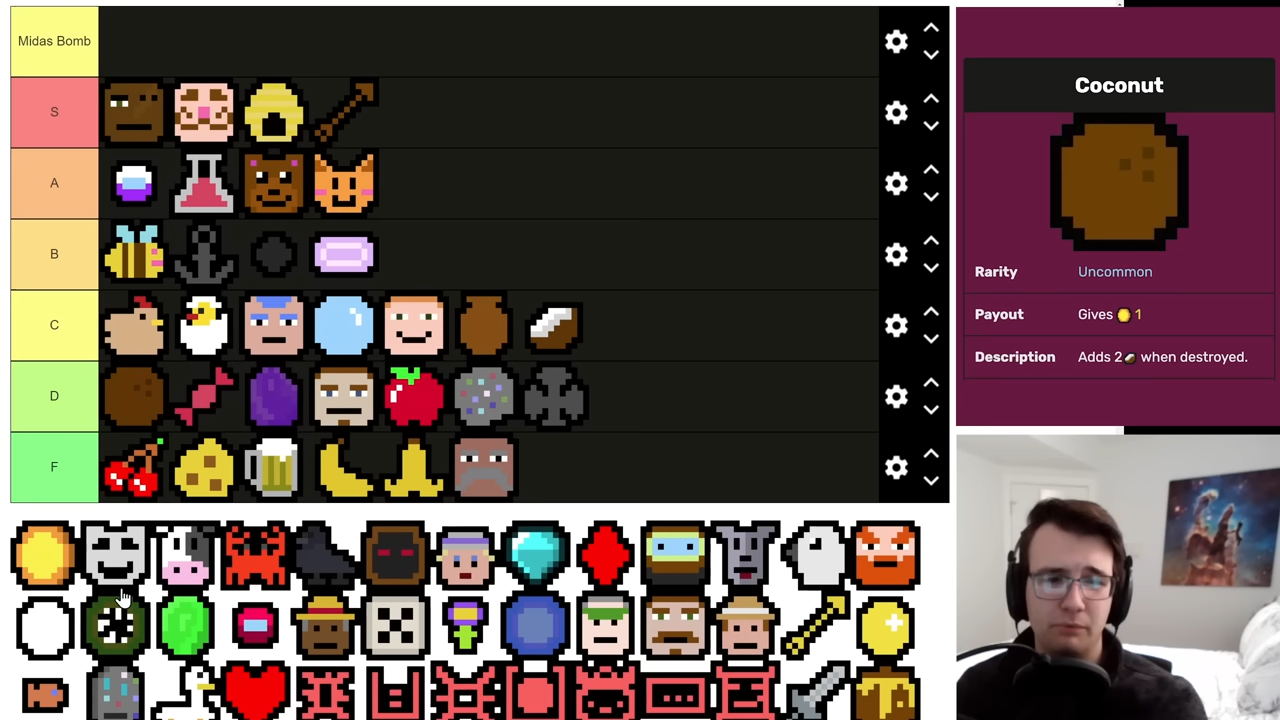 Midas Bomb
S
A
B
C
D
F
Coconut
Rarity Uncommon
Payout Gives 1
Description Adds 2 when destroyed.